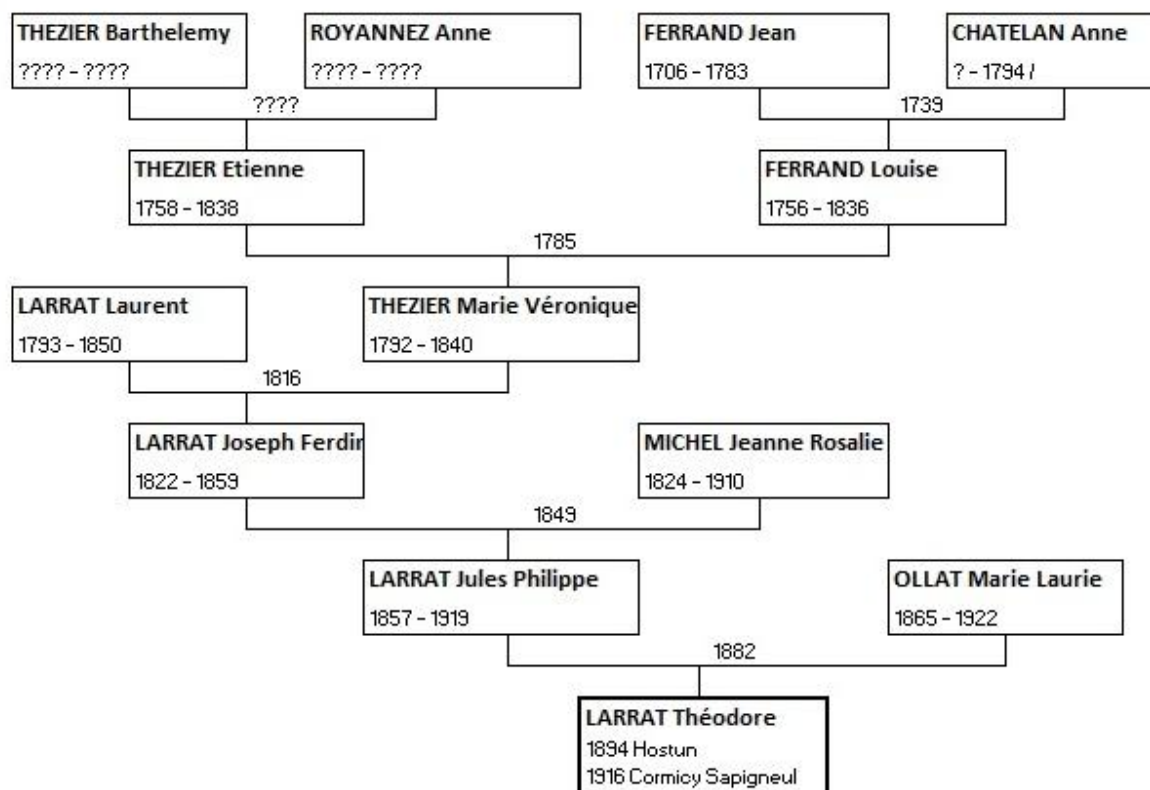 THEZIER Barthelemy
???? - ????
ROYANNEZ Anne
???? - ????
FERRAND Jean
1706 - 1783
CHATELAN Anne
? - 1794 /
????
1739
THEZIER Etienne
1758 - 1838
FERRAND Louise
1756 - 1836
1785
LARRAT Laurent
1793 - 1850
THEZIER Marie Véronique
1792 - 1840
1816
LARRAT Joseph Ferdin
1822 - 1859
MICHEL Jeanne Rosalie
1824 - 1910
1849
LARRAT Jules Philippe
1857 - 1919
OLLAT Marie Laurie
1865 - 1922
1882
LARRAT Théodore
1894 Hostun
1916 Cormicy Sapigneul